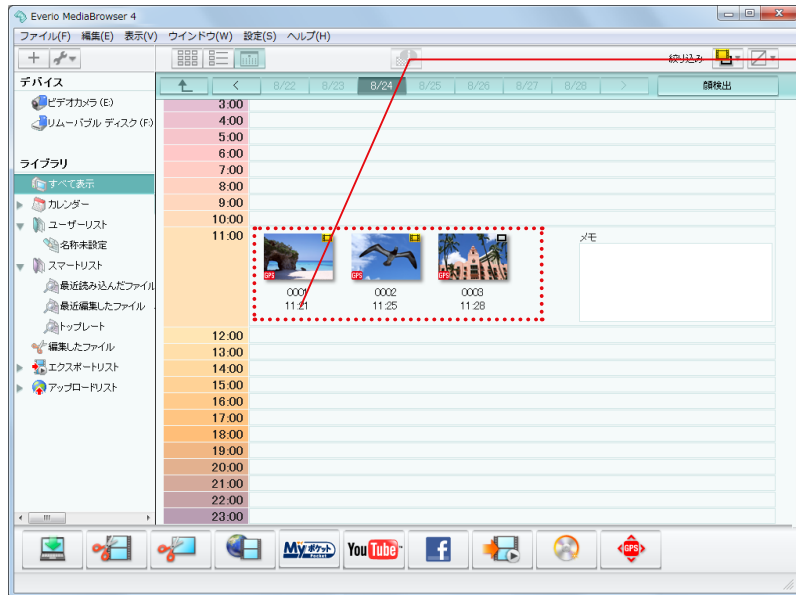 Everio MediaBrowser 4
ファイル(F) 編集(E) 表示(V) ウインドウ(W) 設定(S) ヘルプ(H)
絞り込み
デバイス
ビデオカメラ (E:)
リムーバブル ディスク (F:)
ライブラリ
すべて表示
カレンダー
ユーザーリスト
名称未設定
スマートリスト
最近読み込んだファイル
最近編集したファイル
トップレート
編集したファイル
エクスポートリスト
アップロードリスト
8/22 8/23 8/24 8/25 8/26 8/27 8/28
顔検出
3:00
4:00
5:00
6:00
7:00
8:00
9:00
10:00
11:00
メモ
GPS GPS GPS
0001 0002 0003
11:21 11:25 11:28
12:00
13:00
14:00
15:00
16:00
17:00
18:00
19:00
20:00
21:00
22:00
23:00
Myポケット Pocket
YouTube
f
GPS